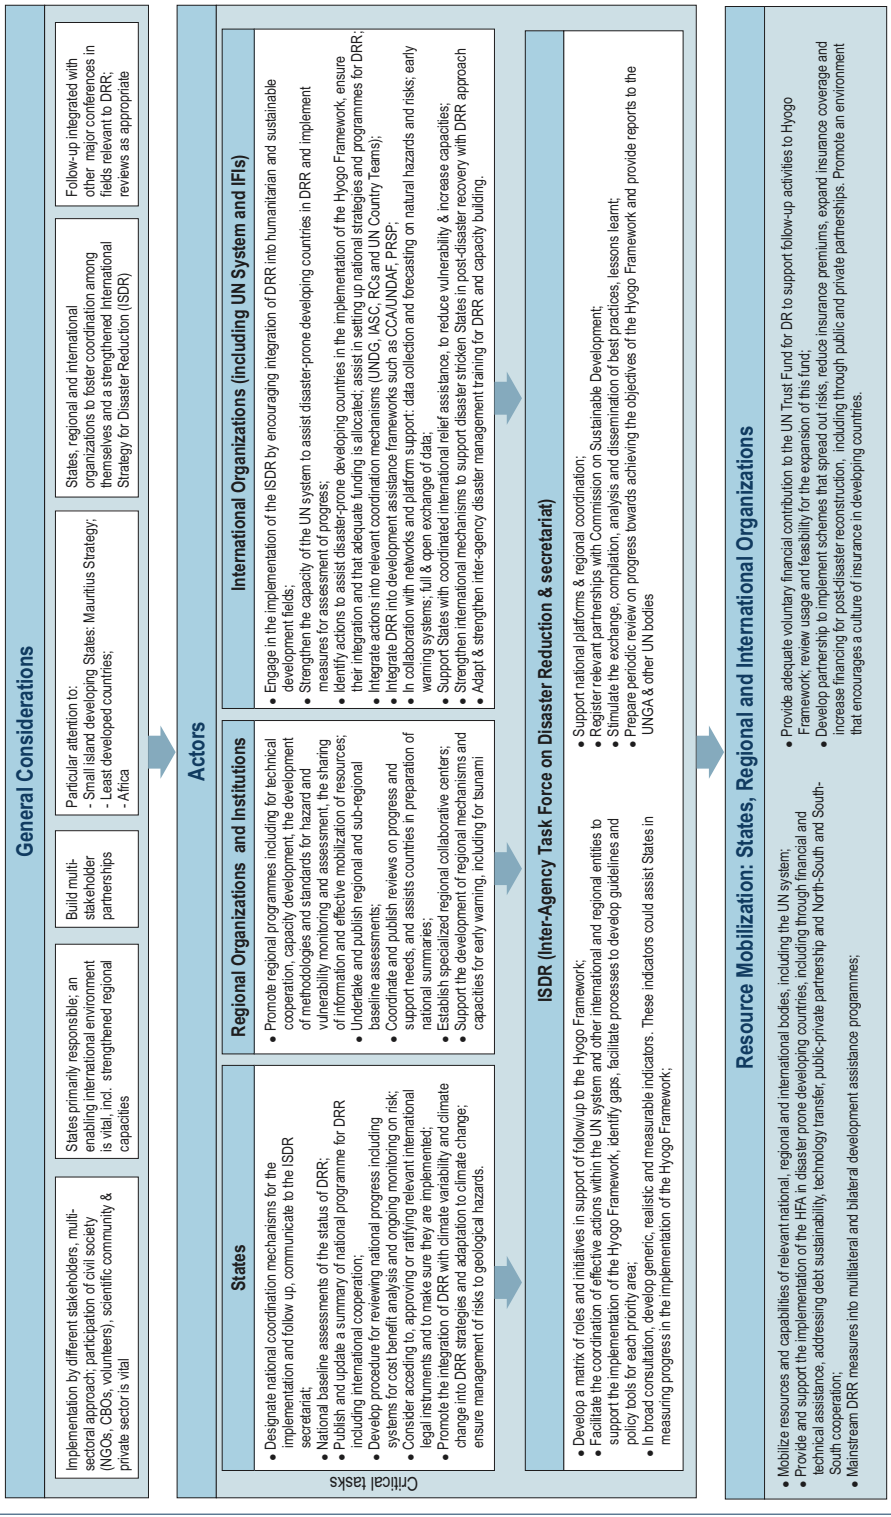 General Considerations
Implementation by different stakeholders, multi-
sectoral approach; participation of civil society
(NGOs, CBOs, volunteers), scientific community &
private sector is vital
States primarily responsible; an
enabling international environment
is vital, incl. strengthened regional
capacities
Build multi-
stakeholder
partnerships
Particular attention to:
- Small island developing States: Mauritius Strategy;
- Least developed countries;
- Africa
States, regional and international
organizations to foster coordination among
themselves and a strengthened International
Strategy for Disaster Reduction (ISDR)
Follow-up integrated with
other major conferences in
fields relevant to DRR;
reviews as appropriate
Actors
Critical tasks
States
• Designate national coordination mechanisms for the
implementation and follow up, communicate to the ISDR
secretariat;
• National baseline assessments of the status of DRR;
• Publish and update a summary of national programme for DRR
including international cooperation;
• Develop procedure for reviewing national progress including
systems for cost benefit analysis and ongoing monitoring on risk;
• Consider acceding to, approving or ratifying relevant international
legal instruments and to make sure they are implemented;
• Promote the integration of DRR with climate variability and climate
change into DRR strategies and adaptation to climate change;
ensure management of risks to geological hazards.
Regional Organizations and Institutions
• Promote regional programmes including for technical
cooperation, capacity development, the development
of methodologies and standards for hazard and
vulnerability monitoring and assessment, the sharing
of information and effective mobilization of resources;
• Undertake and publish regional and sub-regional
baseline assessments;
• Coordinate and publish reviews on progress and
support needs, and assists countries in preparation of
national summaries;
• Establish specialized regional collaborative centers;
• Support the development of regional mechanisms and
capacities for early warning, including for tsunami
International Organizations (including UN System and IFIs)
• Engage in the implementation of the ISDR by encouraging integration of DRR into humanitarian and sustainable
development fields;
• Strengthen the capacity of the UN system to assist disaster-prone developing countries in DRR and implement
measures for assessment of progress;
• Identify actions to assist disaster-prone developing countries in the implementation of the Hyogo Framework, ensure
their integration and that adequate funding is allocated; assist in setting up national strategies and programmes for DRR;
• Integrate actions into relevant coordination mechanisms (UNDG, IASC, RCs and UN Country Teams);
• Integrate DRR into development assistance frameworks such as CCA/UNDAF, PRSP;
• In collaboration with networks and platform support: data collection and forecasting on natural hazards and risks; early
warning systems; full & open exchange of data;
• Support States with coordinated international relief assistance, to reduce vulnerability & increase capacities;
• Strengthen international mechanisms to support disaster stricken States in post-disaster recovery with DRR approach
• Adapt & strengthen inter-agency disaster management training for DRR and capacity building.
ISDR (Inter-Agency Task Force on Disaster Reduction & secretariat)
• Develop a matrix of roles and initiatives in support of follow/up to the Hyogo Framework;
• Facilitate the coordination of effective actions within the UN system and other international and regional entities to
support the implementation of the Hyogo Framework, identify gaps, facilitate processes to develop guidelines and
policy tools for each priority area;
• In broad consultation, develop generic, realistic and measurable indicators. These indicators could assist States in
measuring progress in the implementation of the Hyogo Framework;
• Support national platforms & regional coordination;
• Register relevant partnerships with Commission on Sustainable Development;
• Stimulate the exchange, compilation, analysis and dissemination of best practices, lessons learnt;
• Prepare periodic review on progress towards achieving the objectives of the Hyogo Framework and provide reports to the
UNGA & other UN bodies
Resource Mobilization: States, Regional and International Organizations
• Mobilize resources and capabilities of relevant national, regional and international bodies, including the UN system;
• Provide and support the implementation of the HFA in disaster prone developing countries, including through financial and
technical assistance, addressing debt sustainability, technology transfer, public-private partnership and North-South and South-
South cooperation;
• Mainstream DRR measures into multilateral and bilateral development assistance programmes;
• Provide adequate voluntary financial contribution to the UN Trust Fund for DR to support follow-up activities to Hyogo
Framework; review usage and feasibility for the expansion of this fund;
• Develop partnership to implement schemes that spread out risks, reduce insurance premiums, expand insurance coverage and
increase financing for post-disaster reconstruction, including through public and private partnerships. Promote an environment
that encourages a culture of insurance in developing countries.